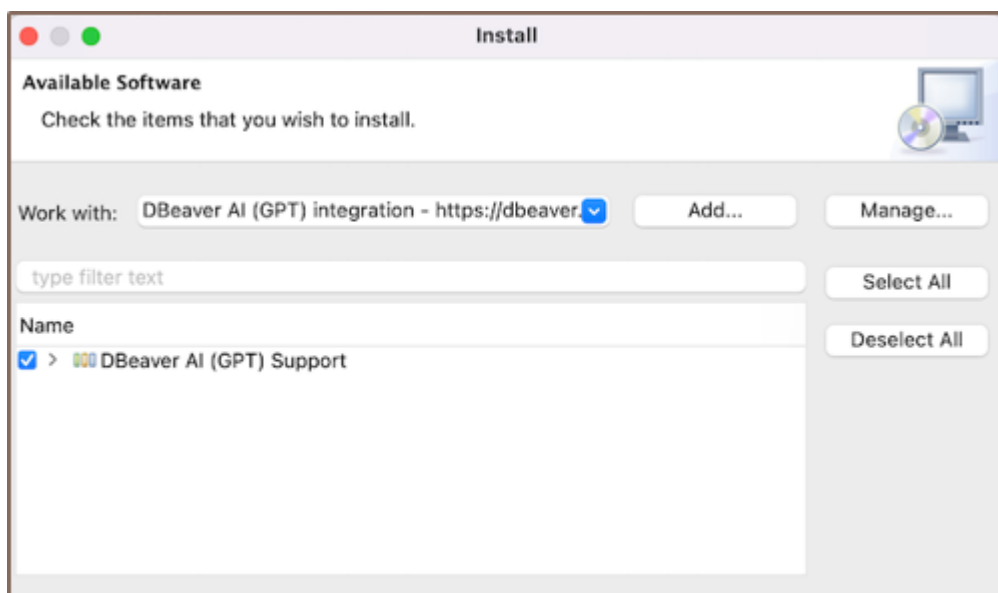 Install
Available Software
Check the items that you wish to install.
Work with: DBeaver AI (GPT) integration - https://dbeaver. Add... Manage...
type filter text
Select All
Name
Deselect All
DBeaver AI (GPT) Support